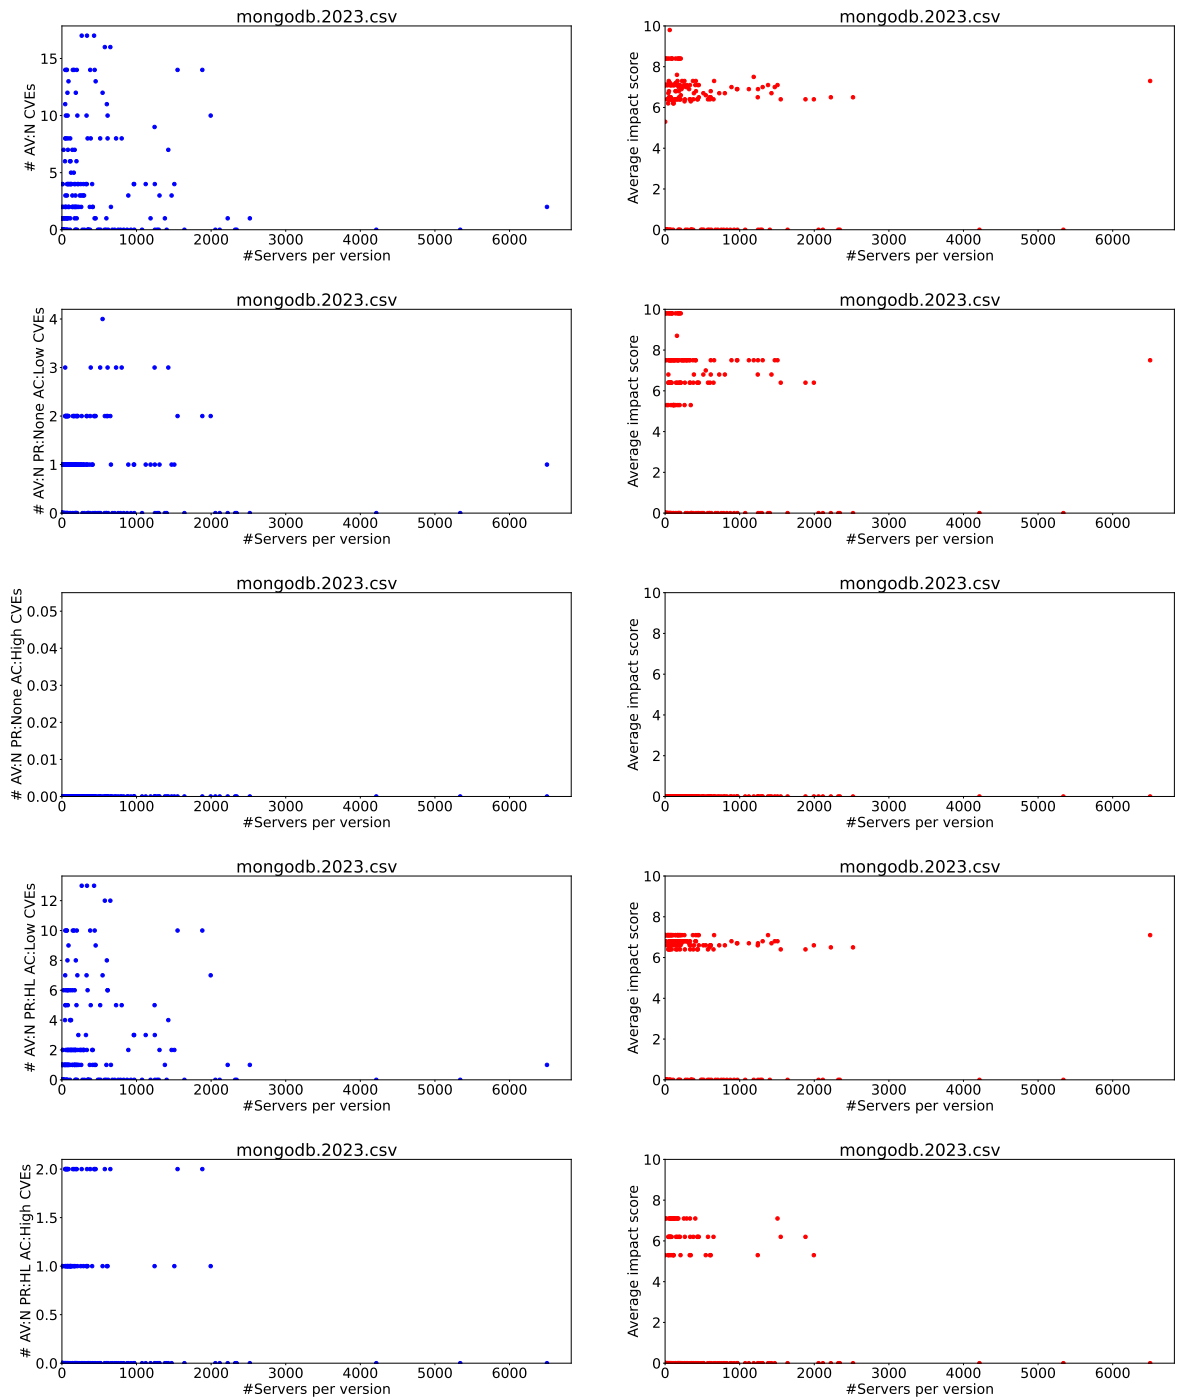 mongodb.2023.csv
# AV:N CVEs
15
10
5
0
0 1000 2000 3000 4000 5000 6000
#Servers per version
mongodb.2023.csv
Average impact score
10
8
6
4
2
0
0 1000 2000 3000 4000 5000 6000
#Servers per version
mongodb.2023.csv
# AV:N PR:None AC:Low CVEs
4
3
2
1
0
0 1000 2000 3000 4000 5000 6000
#Servers per version
mongodb.2023.csv
Average impact score
10
8
6
4
2
0
0 1000 2000 3000 4000 5000 6000
#Servers per version
mongodb.2023.csv
# AV:N PR:None AC:High CVEs
0.05
0.04
0.03
0.02
0.01
0.00
0 1000 2000 3000 4000 5000 6000
#Servers per version
mongodb.2023.csv
Average impact score
10
8
6
4
2
0
0 1000 2000 3000 4000 5000 6000
#Servers per version
mongodb.2023.csv
# AV:N PR:HL AC:Low CVEs
12
10
8
6
4
2
0
0 1000 2000 3000 4000 5000 6000
#Servers per version
mongodb.2023.csv
Average impact score
10
8
6
4
2
0
0 1000 2000 3000 4000 5000 6000
#Servers per version
mongodb.2023.csv
# AV:N PR:HL AC:High CVEs
2.0
1.5
1.0
0.5
0.0
0 1000 2000 3000 4000 5000 6000
#Servers per version
mongodb.2023.csv
Average impact score
10
8
6
4
2
0
0 1000 2000 3000 4000 5000 6000
#Servers per version